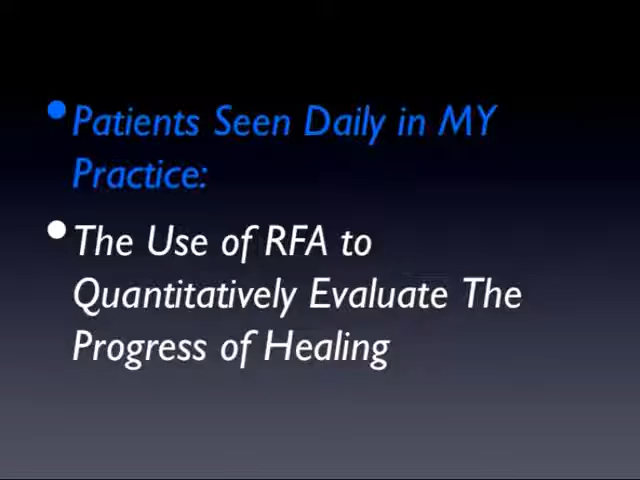 • Patients Seen Daily in MY
Practice:
• The Use of RFA to
Quantitatively Evaluate The
Progress of Healing